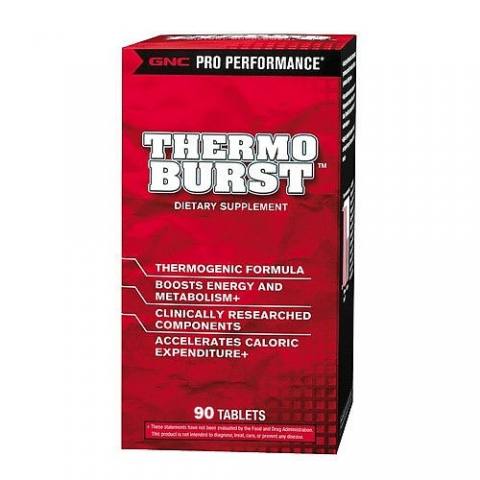 GNC PRO PERFORMANCE®
THERMO
BURST™
DIETARY SUPPLEMENT
THERMOGENIC FORMULA
BOOSTS ENERGY AND
METABOLISM+
CLINICALLY RESEARCHED
COMPONENTS
ACCELERATES CALORIC
EXPENDITURE+
90 TABLETS
+ These statements have not been evaluated by the Food and Drug Administration.
This product is not intended to diagnose, treat, cure, or prevent any disease.